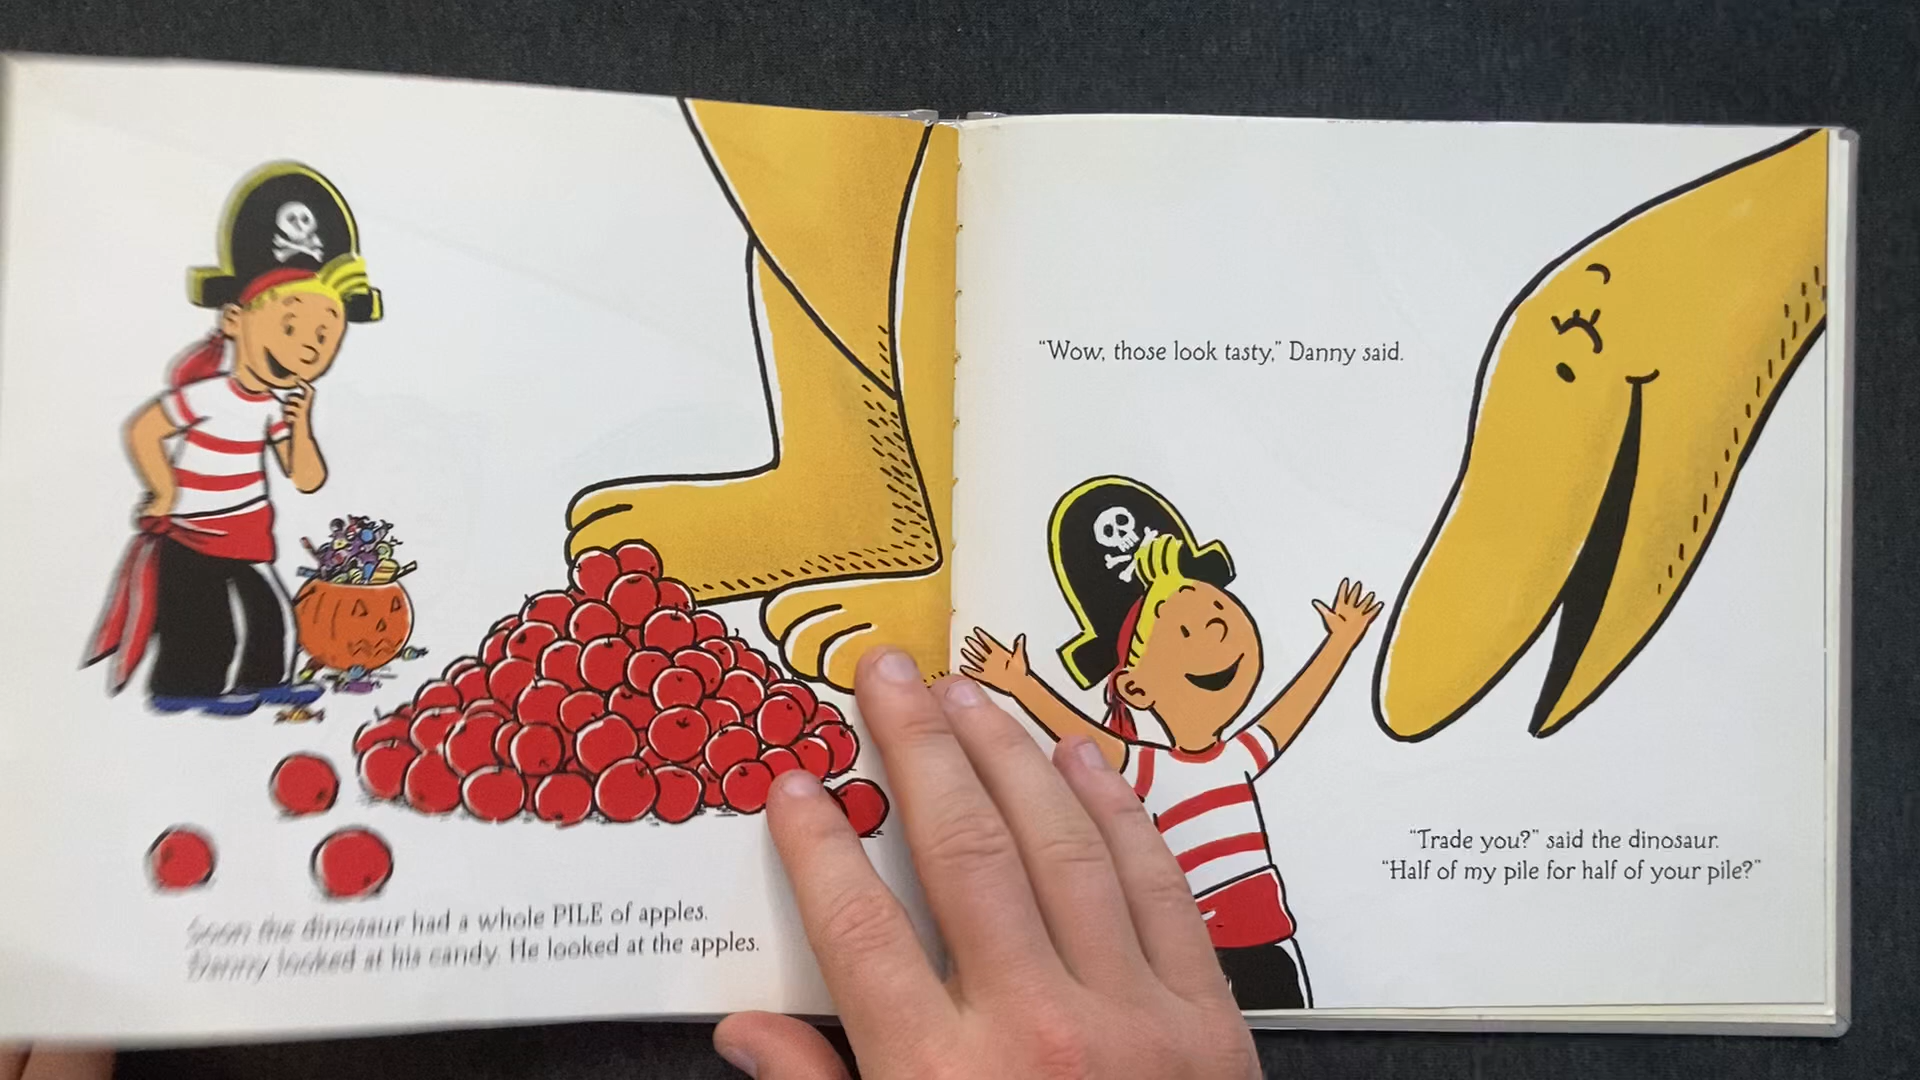 Soon the dinosaur had a whole PILE of apples.
Danny looked at his candy. He looked at the apples.
“Wow, those look tasty,” Danny said.
“Trade you?” said the dinosaur.
“Half of my pile for half of your pile?”